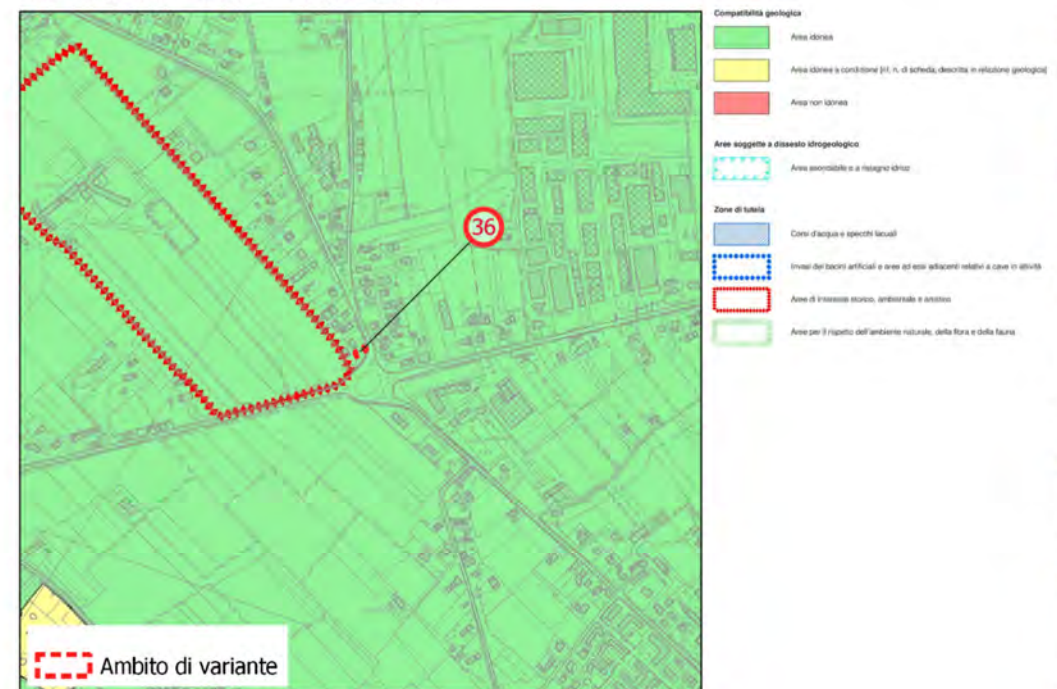 36
Ambito di variante
Compatibilità geologica
Area idonea
Area idonea a condizione (rif. n. di scheda, descritta in relazione geologica)
Area non idonea
Aree soggette a dissesto idrogeologico
Area esondabile e a ristagno idrico
Zone di tutela
Corsi d'acqua e specchi lacuali
Invasi dei bacini artificiali e aree ad essi adiacenti relativi a cave in attività
Aree di interesse storico, ambientale e artistico
Aree per il rispetto dell'ambiente naturale, della flora e della fauna